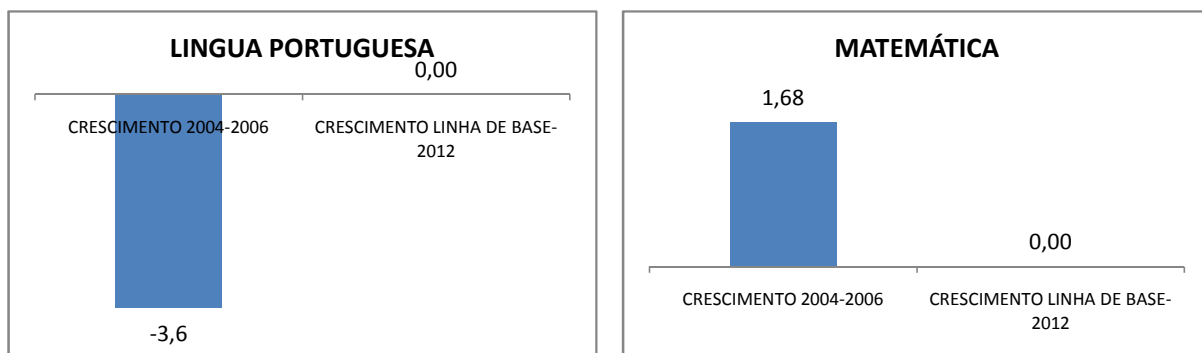 LINGUA PORTUGUESA
0,00
CRESCIMENTO 2004-2006
CRESCIMENTO LINHA DE BASE-
2012
-3,6
MATEMÁTICA
1,68
0,00
CRESCIMENTO 2004-2006
CRESCIMENTO LINHA DE BASE-
2012